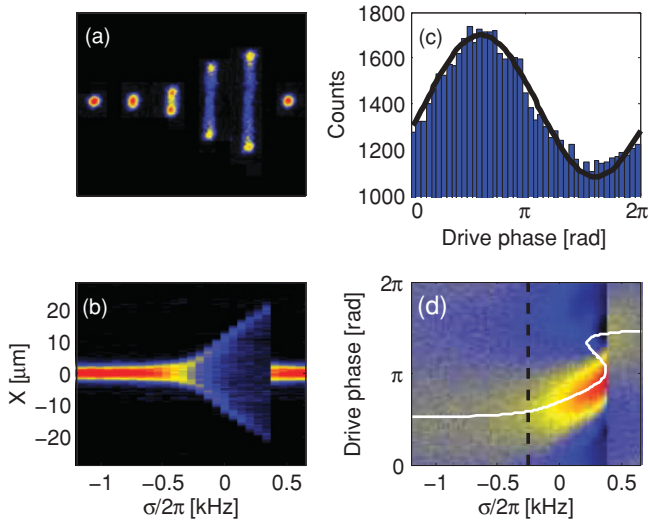 (a)
(b)
X [μm]
20
10
0
−10
−20
−1
−0.5
0
0.5
σ/2π [kHz]
(c)
Counts
1800
1600
1400
1200
1000
0
π
2π
Drive phase [rad]
(d)
Drive phase [rad]
2π
π
0
−1
−0.5
0
0.5
σ/2π [kHz]